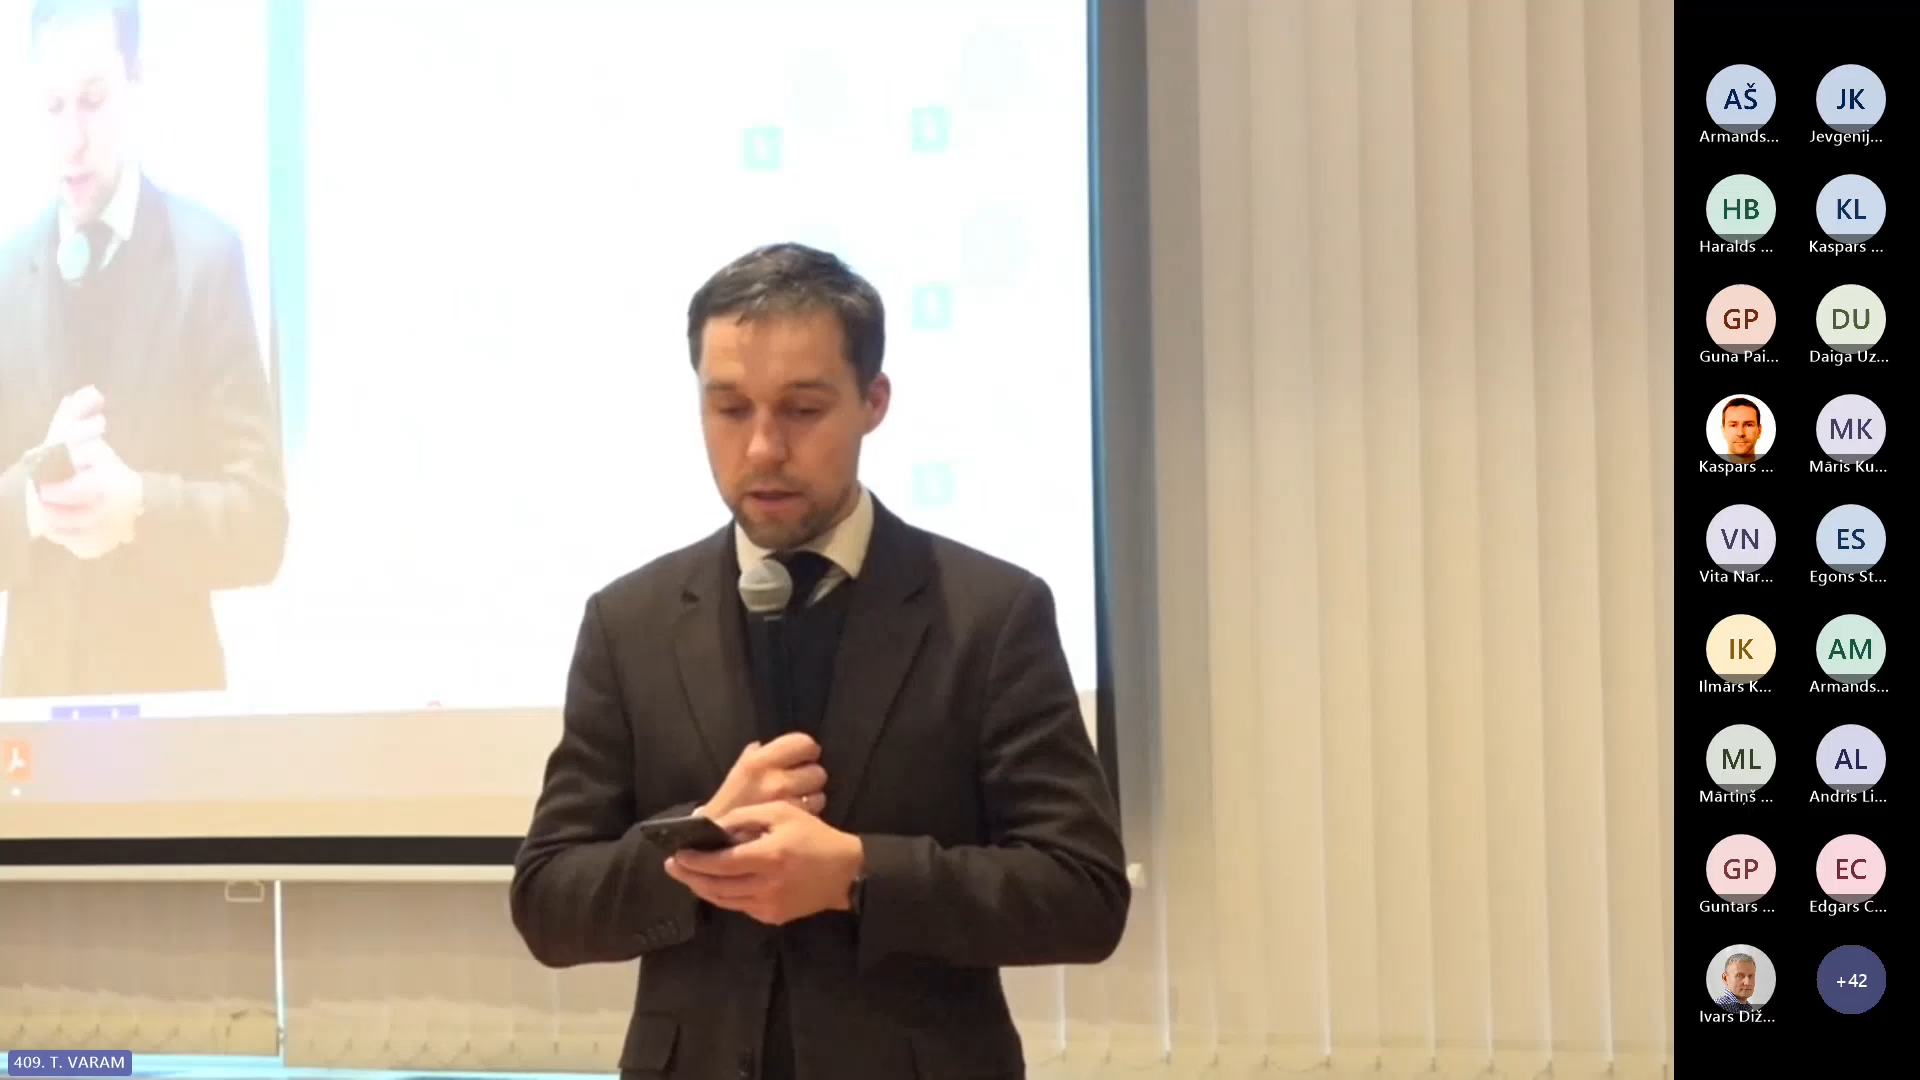 AŠ
JK
Armands...
Jevgenij...
HB
KL
Haralds ...
Kaspars ...
GP
DU
Guna Pai...
Daiga Uz...
MK
Kaspars ...
Māris Ku...
VN
ES
Vita Nar...
Egons St...
IK
AM
Ilmārs K...
Armands...
ML
AL
Mārtiņš ...
Andris Li...
GP
EC
Guntars ...
Edgars C...
+42
Ivars Diž...
409. T. VARAM